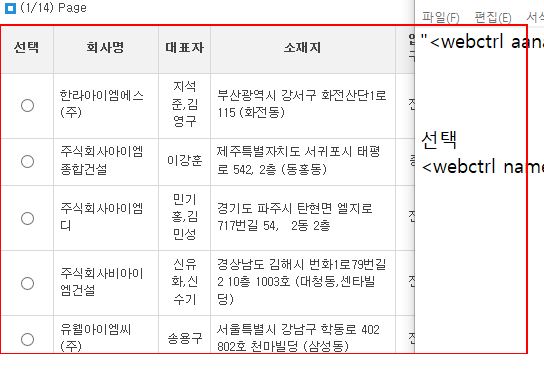 (1/14) Page
파일(F) 편집(E) 서식
"<webctrl aana
선택
<webctrl name
선택 회사명 대표자 소재지
한라아이엠에스
(주)
지석
준,김
영구
부산광역시 강서구 화전산단1로
115 (화전동)
주식회사아이엠
종합건설
이강훈
제주특별자치도 서귀포시 태평
로 542, 2층 (동홍동)
주식회사아이엠
디
민기
홍,김
민성
경기도 파주시 탄현면 엘지로
717번길 54, 2동 2층
주식회사비아이
엠건설
신유
화,신
수기
경상남도 김해시 번화1로79번길
2 10층 1003호 (대청동,센타빌
딩)
유웰아이엠씨
(주)
송용구
서울특별시 강남구 학동로 402
802호 천마빌딩 (삼성동)